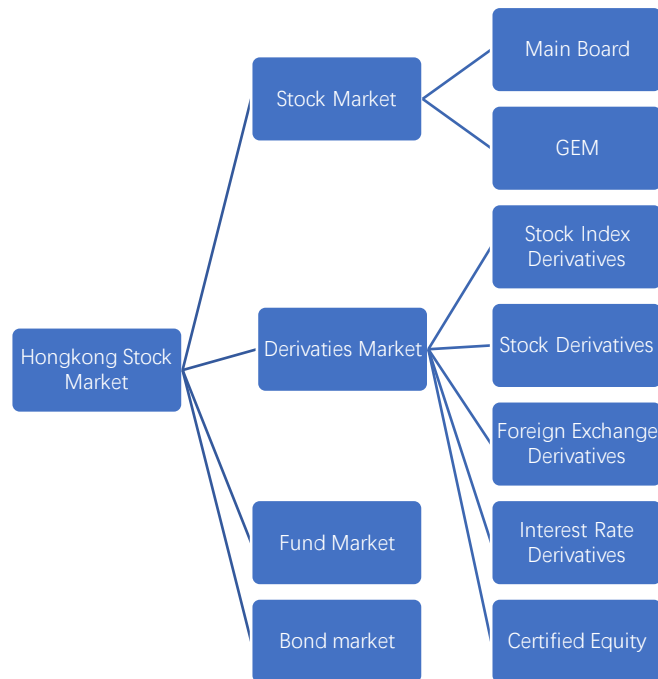 Main Board
Stock Market
GEM
Stock Index
Derivatives
Hongkong Stock
Market
Derivaties Market
Stock Derivatives
Foreign Exchange
Derivatives
Fund Market
Interest Rate
Derivatives
Bond market
Certified Equity